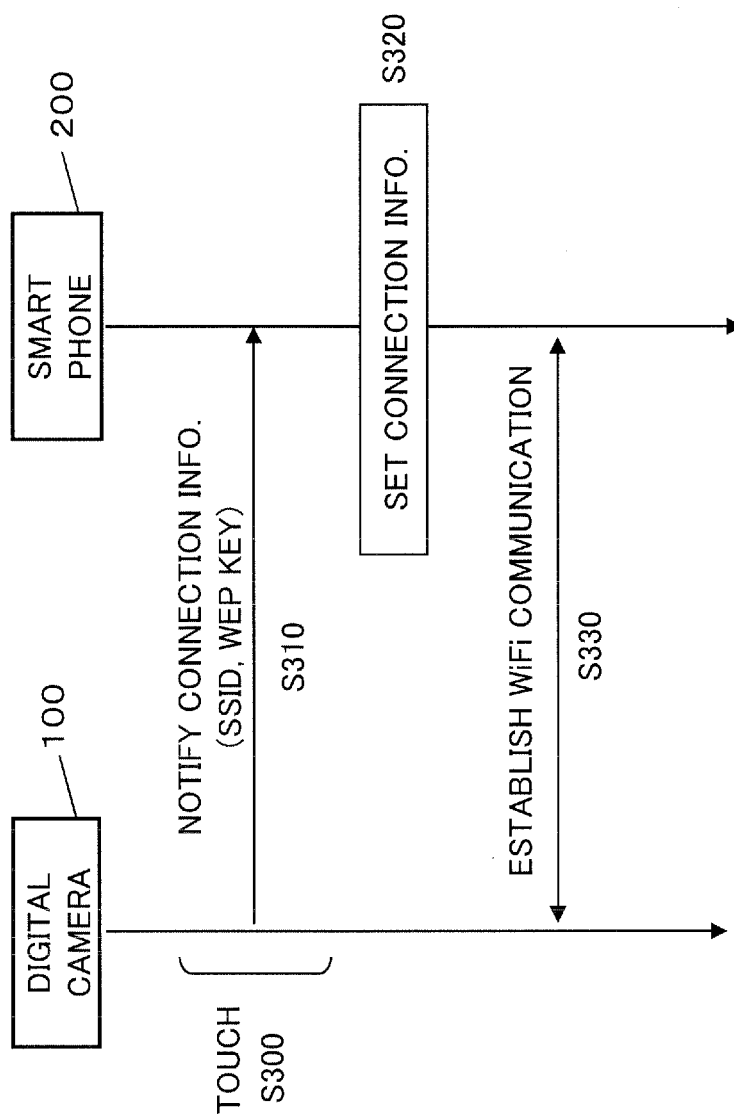 DIGITAL
CAMERA
100
SMART
PHONE
200
TOUCH
S300
NOTIFY CONNECTION INFO.
(SSID, WEP KEY)
S310
SET CONNECTION INFO.
S320
ESTABLISH WiFi COMMUNICATION
S330